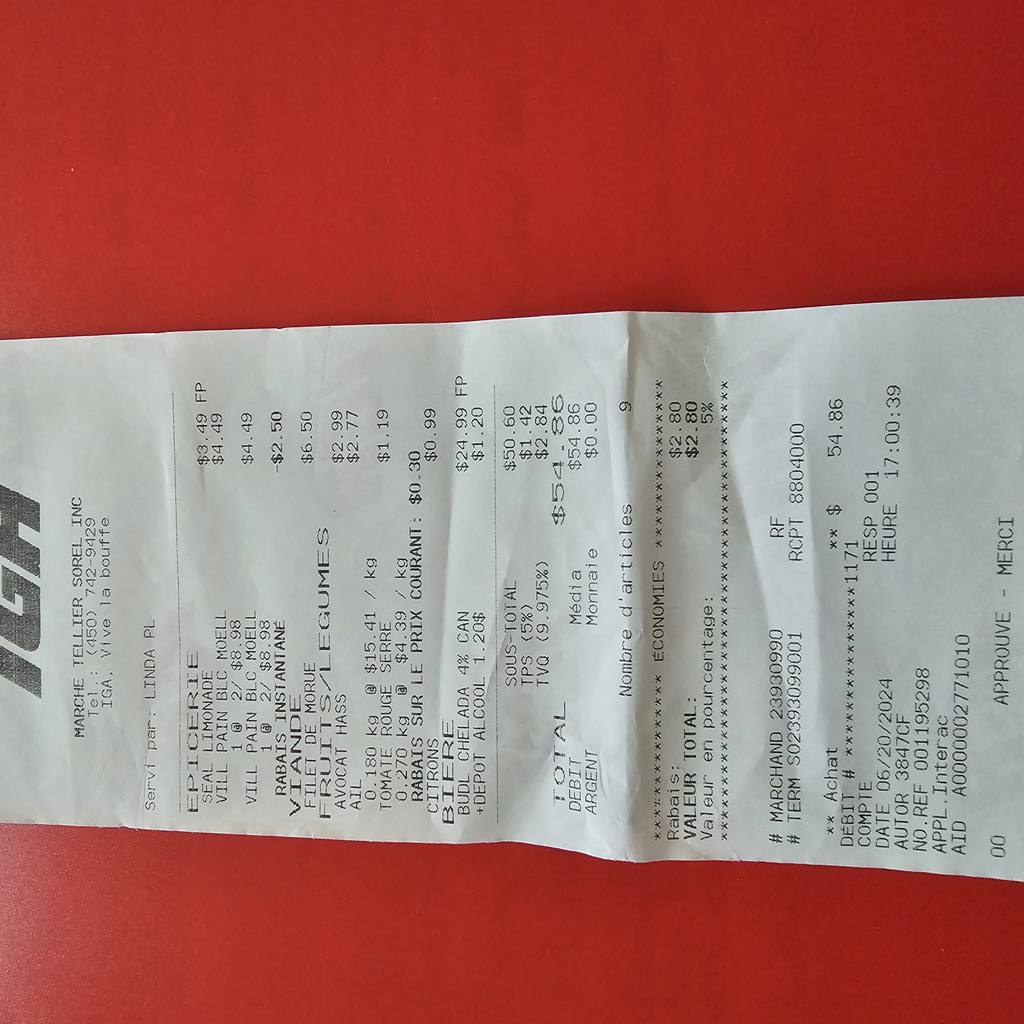 IGA
MARCHE TELLIER SOREL INC
Tel.: (450) 742-9429
IGA, Vive la bouffe
Servi par: LINDA PL
EPICERIE
SEAL LIMONADE $3.49 FP
VILL PAIN BLC MOELL $4.49
1 @ 2/ $8.98
VILL PAIN BLC MOELL $4.49
1 @ 2/ $8.98
RABAIS INSTANTANÉ -$2.50
VIANDE
FILET DE MORUE $6.50
FRUITS/LEGUMES
AVOCAT HASS $2.99
AIL $2.77
0.180 kg @ $15.41 / kg
TOMATE ROUGE SERRE $1.19
0.270 kg @ $4.39 / kg
RABAIS SUR LE PRIX COURANT: $0.30
CITRONS $0.99
BIERE
BUDL CHELADA 4% CAN $24.99 FP
+DEPOT ALCOOL 1.20$ $1.20
SOUS-TOTAL $50.60
TPS (5%) $1.42
TVQ (9.975%) $2.84
TOTAL $54.86
DEBIT Média $54.86
ARGENT Monnaie $0.00
Nombre d'articles 9
******************* ÉCONOMIES *******************
Rabais: $2.80
VALEUR TOTAL: $2.80
Valeur en pourcentage: 5%
*************************************************
# MARCHAND 23930990 RF
# TERM S02393099001 RCPT 8804000
** Achat ** $ 54.86
DÉBIT # ************1171
COMPTE RESP 001
DATE 06/20/2024 HEURE 17:00:39
AUTOR 3847CF
NO.REF 001195298
APPL.Interac
AID A0000002771010
00 APPROUVE - MERCI